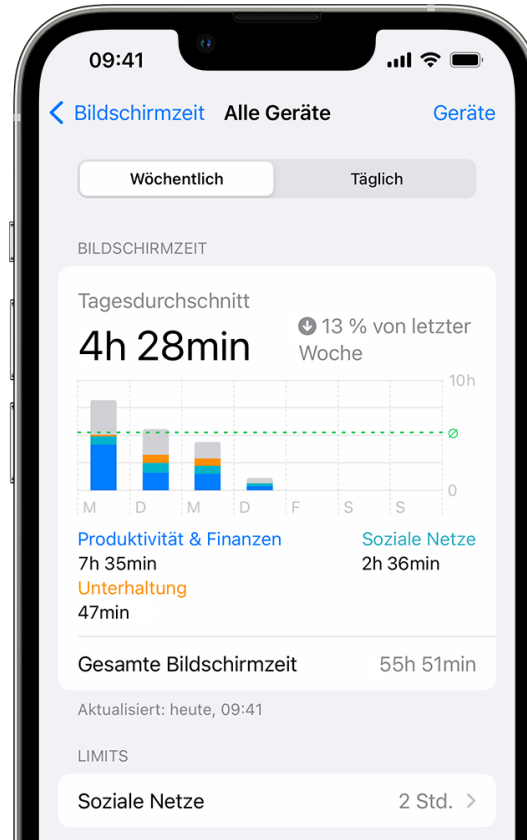 09:41
Bildschirmzeit Alle Geräte Geräte
Wöchentlich Täglich
BILDSCHIRMZEIT
Tagesdurchschnitt
4h 28min
13 % von letzter
Woche
10h
Ø
0
M D M D F S S
Produktivität & Finanzen Soziale Netze
7h 35min 2h 36min
Unterhaltung
47min
Gesamte Bildschirmzeit 55h 51min
Aktualisiert: heute, 09:41
LIMITS
Soziale Netze 2 Std.